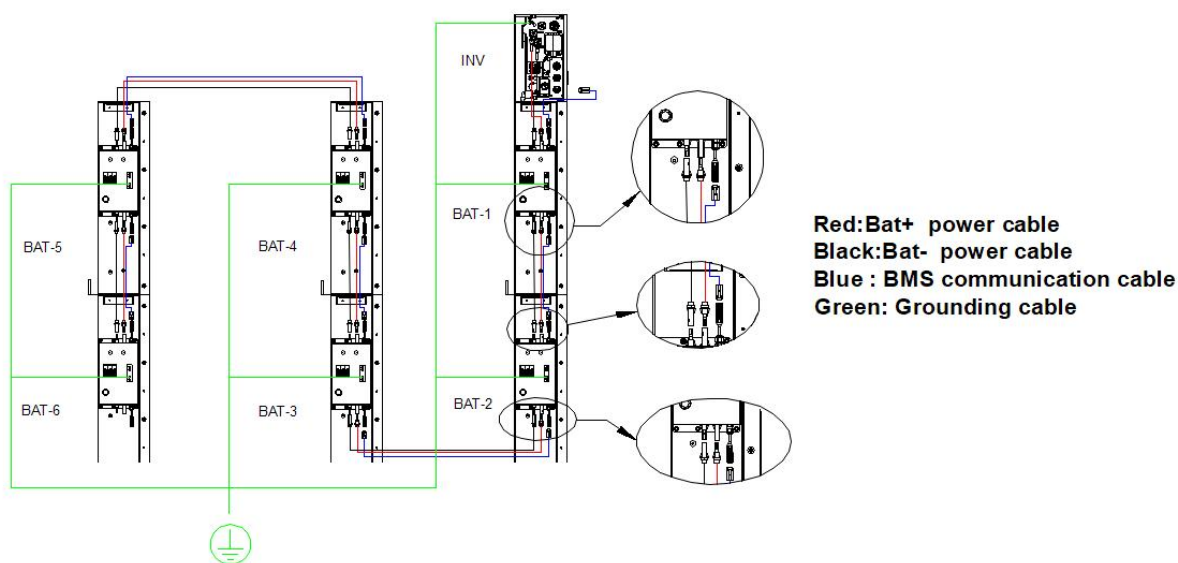 INV
BAT-1
BAT-5
BAT-4
BAT-6
BAT-3
BAT-2
Red:Bat+ power cable
Black:Bat- power cable
Blue : BMS communication cable
Green: Grounding cable